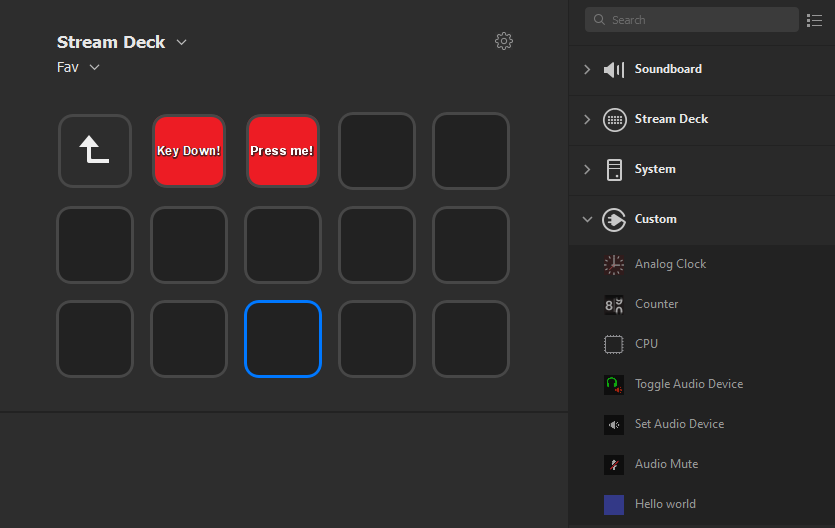 Stream Deck
Fav
Key Down!
Press me!
Search
Soundboard
Stream Deck
System
Custom
Analog Clock
Counter
CPU
Toggle Audio Device
Set Audio Device
Audio Mute
Hello world